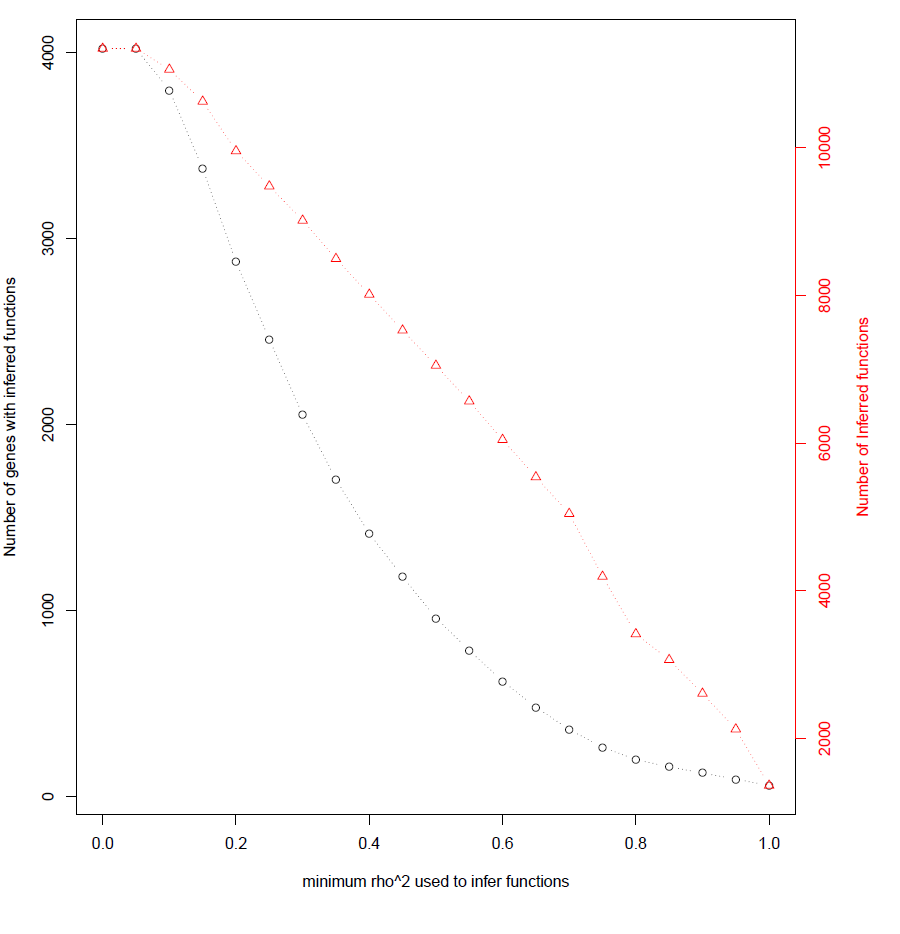 Number of genes with inferred functions
4000
3000
2000
1000
0
0.0 0.2 0.4 0.6 0.8 1.0
minimum rho^2 used to infer functions
10000
8000
6000
4000
2000
Number of Inferred functions